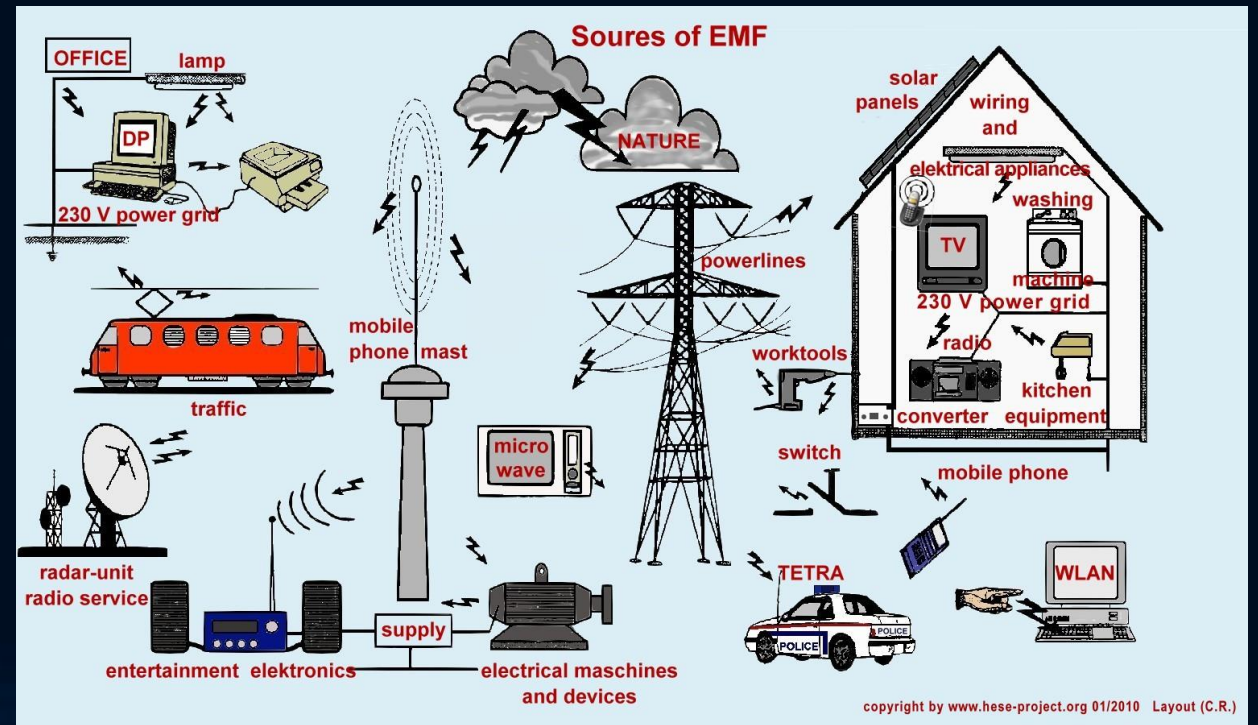 Soures of EMF
OFFICE
lamp
DP
230 V power grid
NATURE
solar
panels
wiring
and
elektrical appliances
washing
TV
machine
230 V power grid
radio
kitchen
converter equipment
powerlines
mobile
phone mast
worktools
traffic
micro
wave
switch
mobile phone
radar-unit
radio service
TETRA
WLAN
POLICE
POLICE
supply
entertainment elektronics
electrical maschines
and devices
copyright by www.hese-project.org 01/2010 Layout (C.R.)